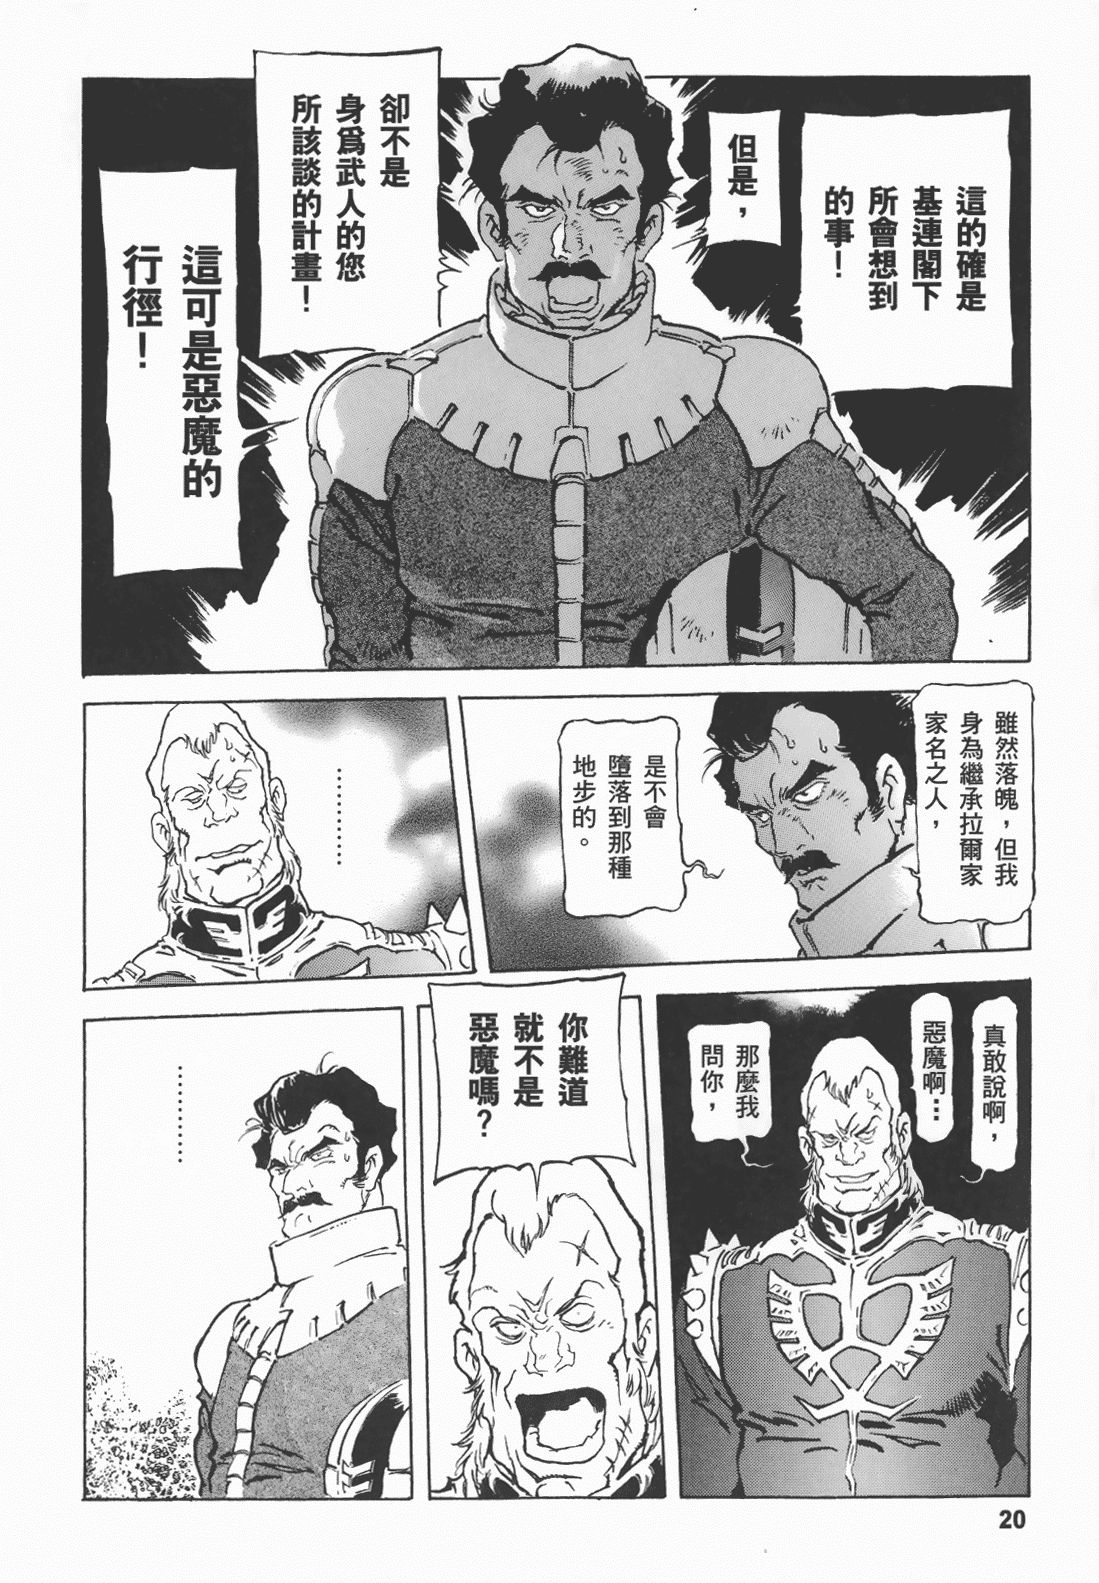 這的確是
基連閣下
所會想到
的事！
但是，
卻不是
身爲武人的您
所該談的計畫！
這可是惡魔的
行徑！
雖然落魄，但我
身為繼承拉爾家
家名之人，
是不會
墮落到那種
地步的。
………
真敢說啊，
惡魔啊…
那麼我
問你，
你難道
就不是
惡魔嗎？
………
20